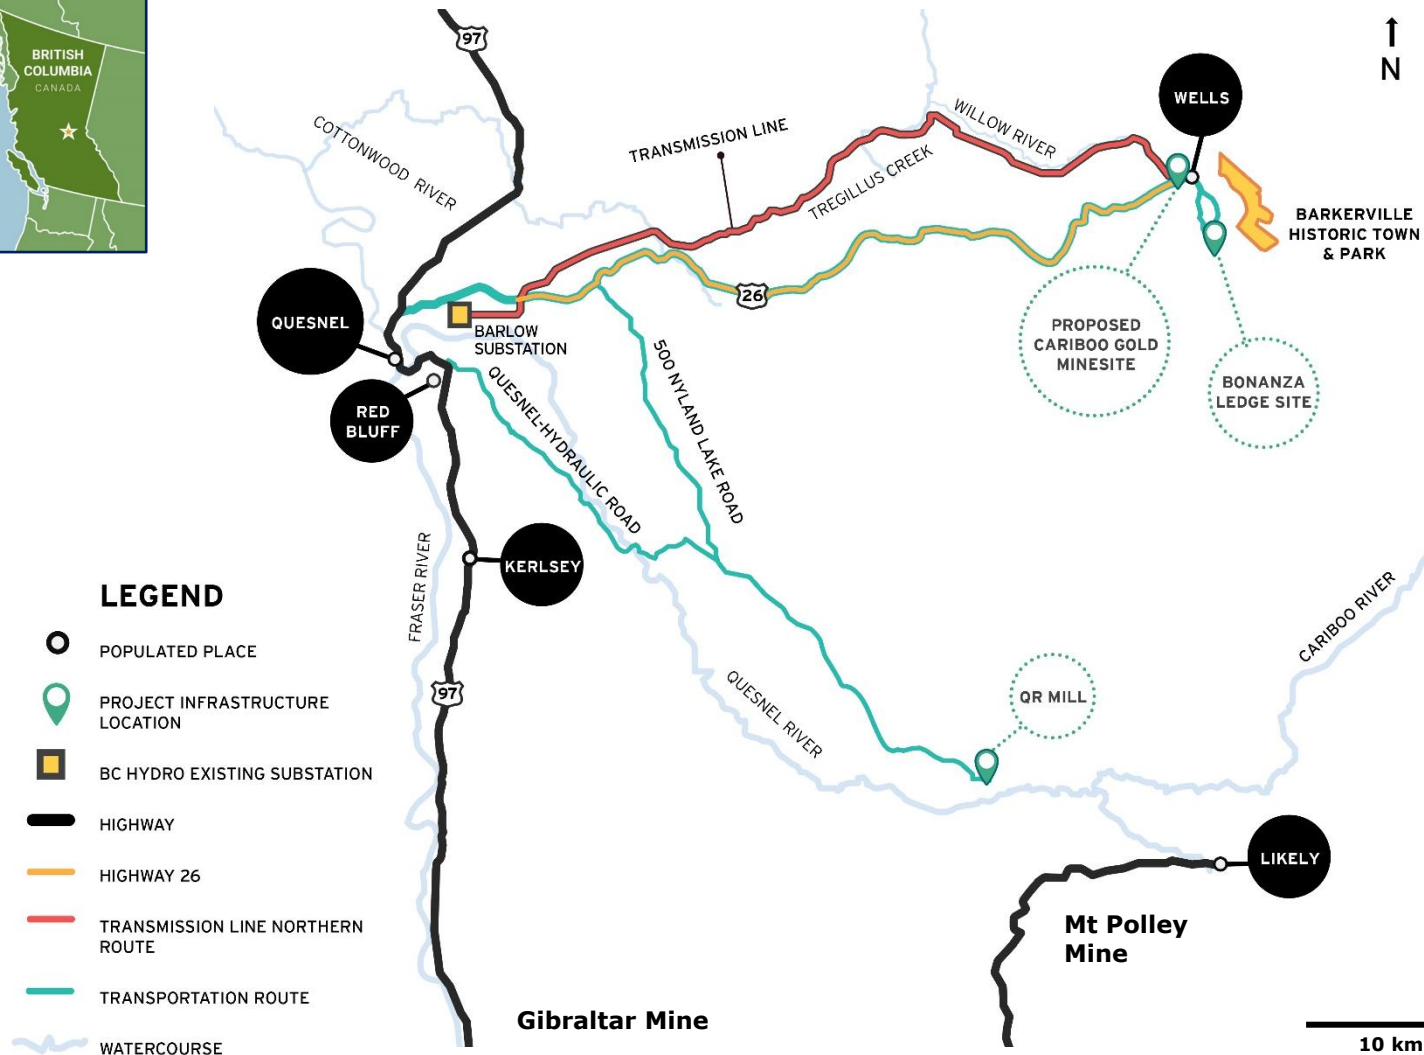 BRITISH
COLUMBIA
CANADA
97
N
WELLS
COTTONWOOD RIVER
TRANSMISSION LINE
WILLOW RIVER
TREGILLUS CREEK
BARKERVILLE
HISTORIC TOWN
& PARK
26
QUESNEL
BARLOW
SUBSTATION
PROPOSED
CARIBOO GOLD
MINESITE
BONANZA
LEDGE SITE
RED
BLUFF
QUESNEL-HYDRAULIC ROAD
500 NYLAND LAKE ROAD
FRASER RIVER
KERLSEY
CARIBOO RIVER
97
QUESNEL RIVER
QR MILL
LIKELY
Mt Polley
Mine
Gibraltar Mine
10 km
LEGEND
POPULATED PLACE
PROJECT INFRASTRUCTURE
LOCATION
BC HYDRO EXISTING SUBSTATION
HIGHWAY
HIGHWAY 26
TRANSMISSION LINE NORTHERN
ROUTE
TRANSPORTATION ROUTE
WATERCOURSE